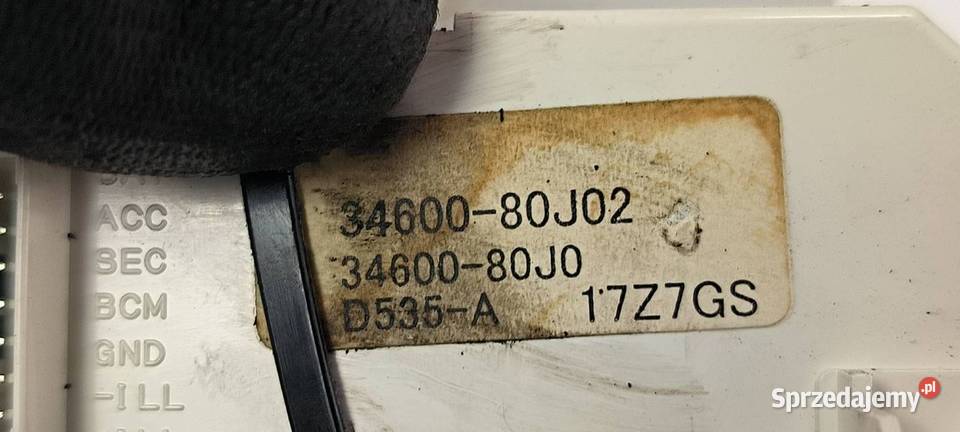 ACC
SEC
BCM
GND
-ILL
34600-80J02
34600-80J0
D535-A 17Z7GS
Sprzedajemy.pl